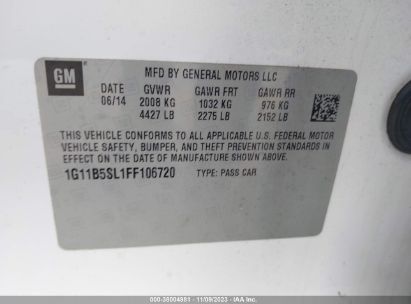 GM
MFD BY GENERAL MOTORS LLC
DATE GVWR GAWR FRT GAWR RR
06/14 2008 KG 1032 KG 976 KG
4427 LB 2275 LB 2152 LB
THIS VEHICLE CONFORMS TO ALL APPLICABLE U.S. FEDERAL MOTOR
VEHICLE SAFETY, BUMPER, AND THEFT PREVENTION STANDARDS IN
EFFECT ON THE DATE OF MANUFACTURE SHOWN ABOVE.
1G11B5SL1FF106720 TYPE: PASS CAR
36004981 - 11/09/2023 - IAA Inc.